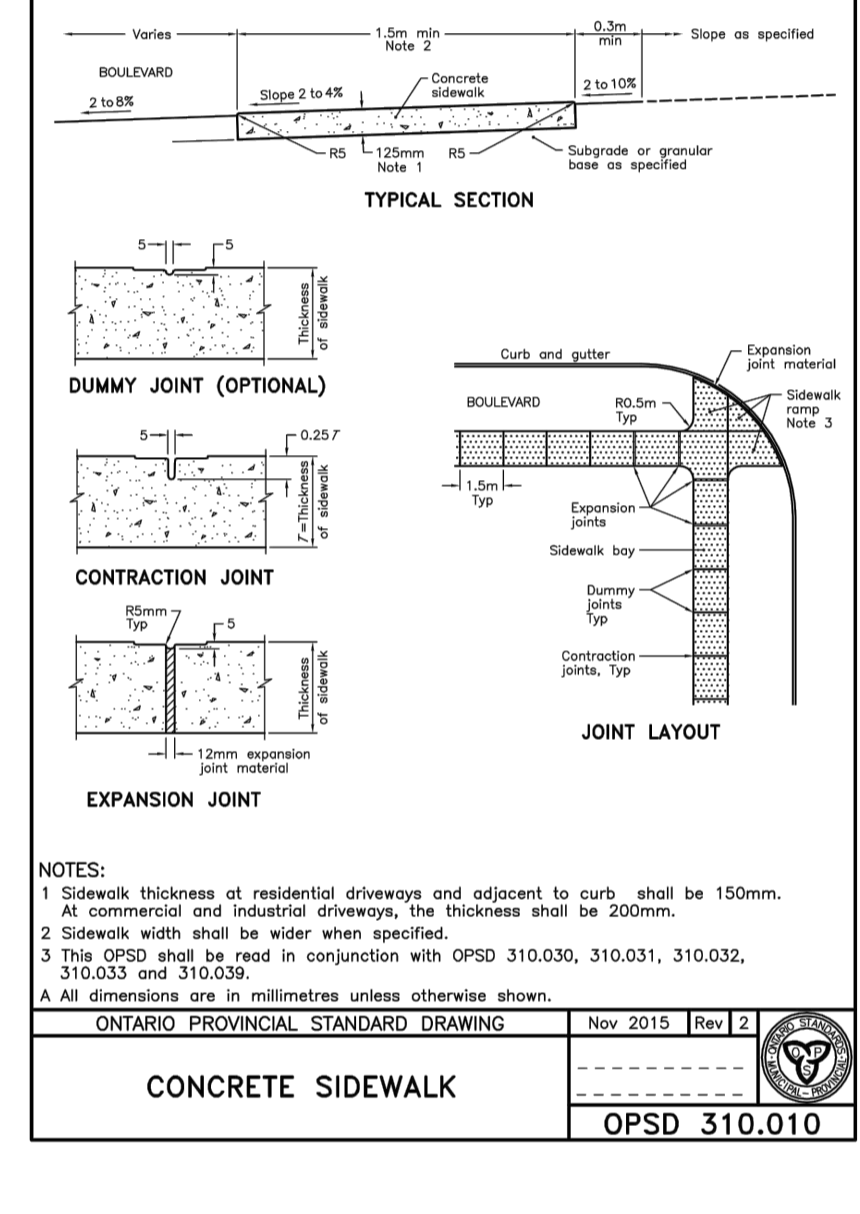 Varies
1.5m min
Note 2
0.3m
min
Slope as specified
BOULEVARD
2 to 8%
Slope 2 to 4%
Concrete
sidewalk
2 to 10%
R5
125mm
Note 1
R5
Subgrade or granular
base as specified
TYPICAL SECTION
5
5
Thickness
of sidewalk
DUMMY JOINT (OPTIONAL)
5
0.25T
T=Thickness
of sidewalk
CONTRACTION JOINT
R5mm
Typ
5
Thickness
of sidewalk
12mm expansion
joint material
EXPANSION JOINT
Curb and gutter
Expansion
joint material
BOULEVARD
R0.5m
Typ
Sidewalk
ramp
Note 3
1.5m
Typ
Expansion
joints
Sidewalk bay
Dummy
joints
Typ
Contraction
joints, Typ
JOINT LAYOUT
NOTES:
1 Sidewalk thickness at residential driveways and adjacent to curb shall be 150mm.
At commercial and industrial driveways, the thickness shall be 200mm.
2 Sidewalk width shall be wider when specified.
3 This OPSD shall be read in conjunction with OPSD 310.030, 310.031, 310.032,
310.033 and 310.039.
A All dimensions are in millimetres unless otherwise shown.
ONTARIO PROVINCIAL STANDARD DRAWING
Nov 2015
Rev
2
CONCRETE SIDEWALK
ONTARIO STANDARDS
MUNICIPAL-PROVINCIAL
O P
S
OPSD 310.010